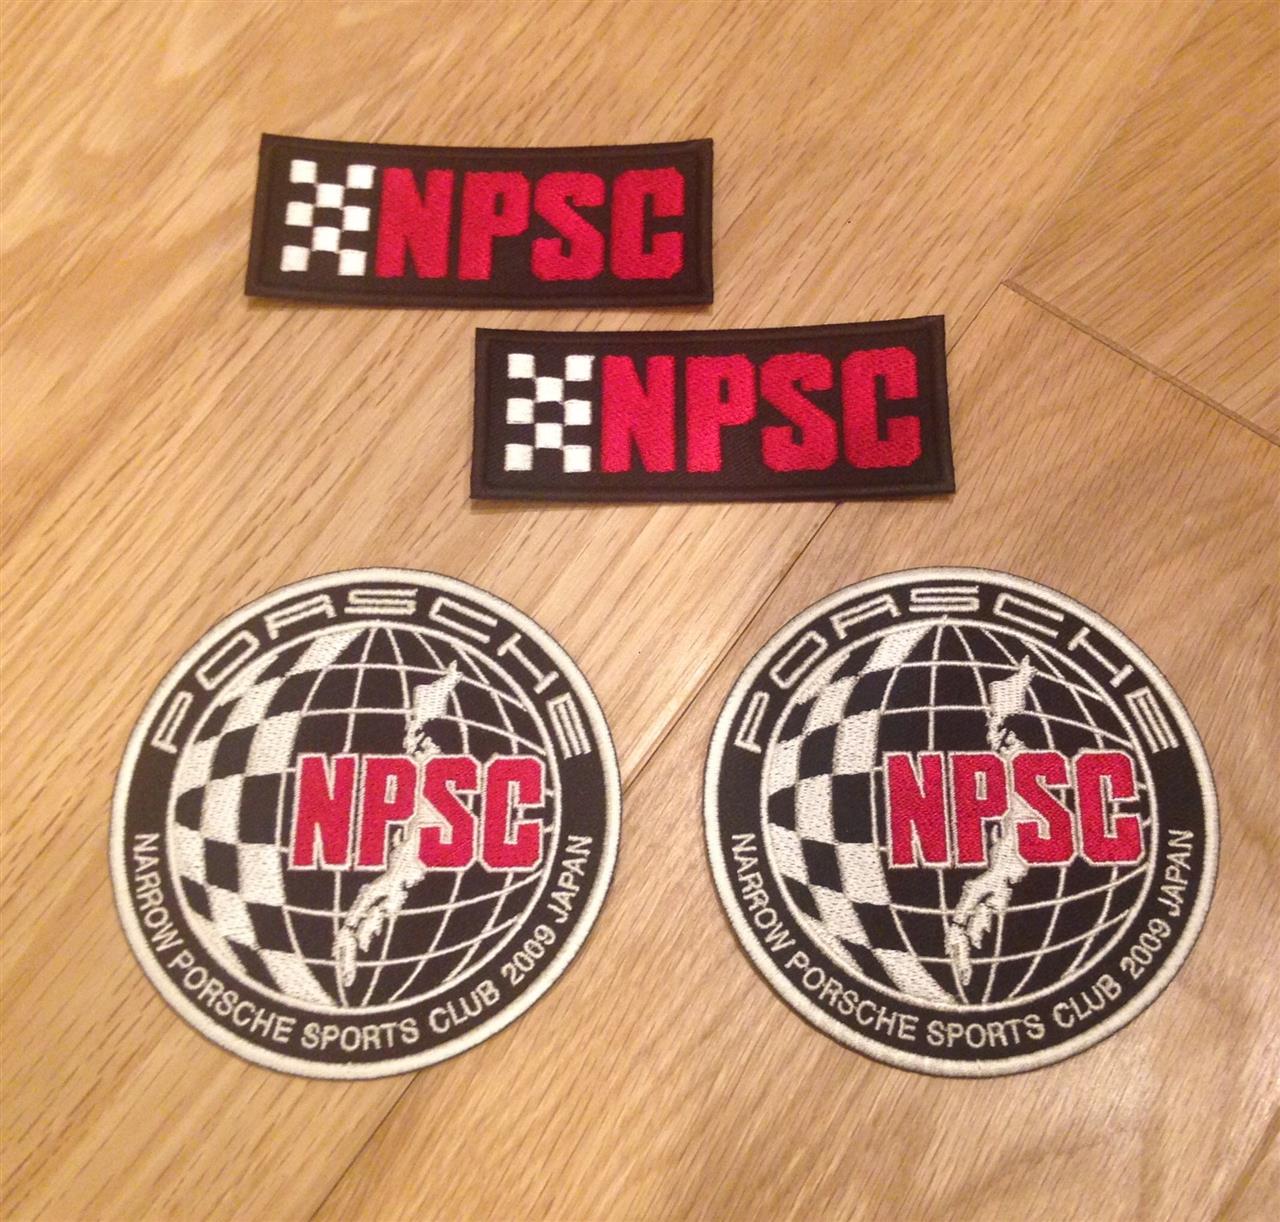 NPSC
NPSC
PORSCHE
NPSC
NARROW PORSCHE SPORTS CLUB 2009 JAPAN
PORSCHE
NPSC
NARROW PORSCHE SPORTS CLUB 2009 JAPAN